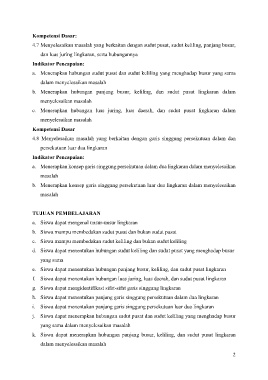 Kompetensi Dasar:
4.7 Menyelesaikan masalah yang berkaitan dengan sudut pusat, sudut keliling, panjang busur,
dan luas juring lingkaran, serta hubungannya
Indikator Pencapaian:
a. Menerapkan hubungan sudut pusat dan sudut keliling yang menghadap busur yang sama
dalam menyelesaikan masalah
b. Menerapkan hubungan panjang busur, keliling, dan sudut pusat lingkaran dalam
menyelesaikan masalah
c. Menerapkan hubungan luas juring, luas daerah, dan sudut pusat lingkaran dalam
menyelesaikan masalah
Kompetensi Dasar
4.8 Menyelesaikan masalah yang berkaitan dengan garis singgung persekutuan dalam dan
persekutuan luar dua lingkaran
Indikator Pencapaian:
a. Menerapkan konsep garis singgung persekutuan dalam dua lingkaran dalam menyelesaikan
masalah
b. Menerapkan konsep garis singgung persekutuan luar dua lingkaran dalam menyelesaikan
masalah
TUJUAN PEMBELAJARAN
a. Siswa dapat mengenal unsur-unsur lingkaran
b. Siswa mampu membedakan sudut pusat dan bukan sudut pusat
c. Siswa mampu membedakan sudut keliling dan bukan sudut keliling
d. Siswa dapat menentukan hubungan sudut keliling dan sudut pusat yang menghadap busur
yang sama
e. Siswa dapat menentukan hubungan panjang busur, keliling, dan sudut pusat lingkaran
f. Siswa dapat menentukan hubungan luas juring, luas daerah, dan sudut pusat lingkaran
g. Siswa dapat mengidentifikasi sifat-sifat garis singgung lingkaran
h. Siswa dapat menentukan panjang garis singgung persekutuan dalam dua lingkaran
i. Siswa dapat menentukan panjang garis singgung persekutuan luar dua lingkaran
j. Siswa dapat menerapkan hubungan sudut pusat dan sudut keliling yang menghadap busur
yang sama dalam menyelesaikan masalah
k. Siswa dapat menerapkan hubungan panjang busur, keliling, dan sudut pusat lingkaran
dalam menyelesaikan masalah
2